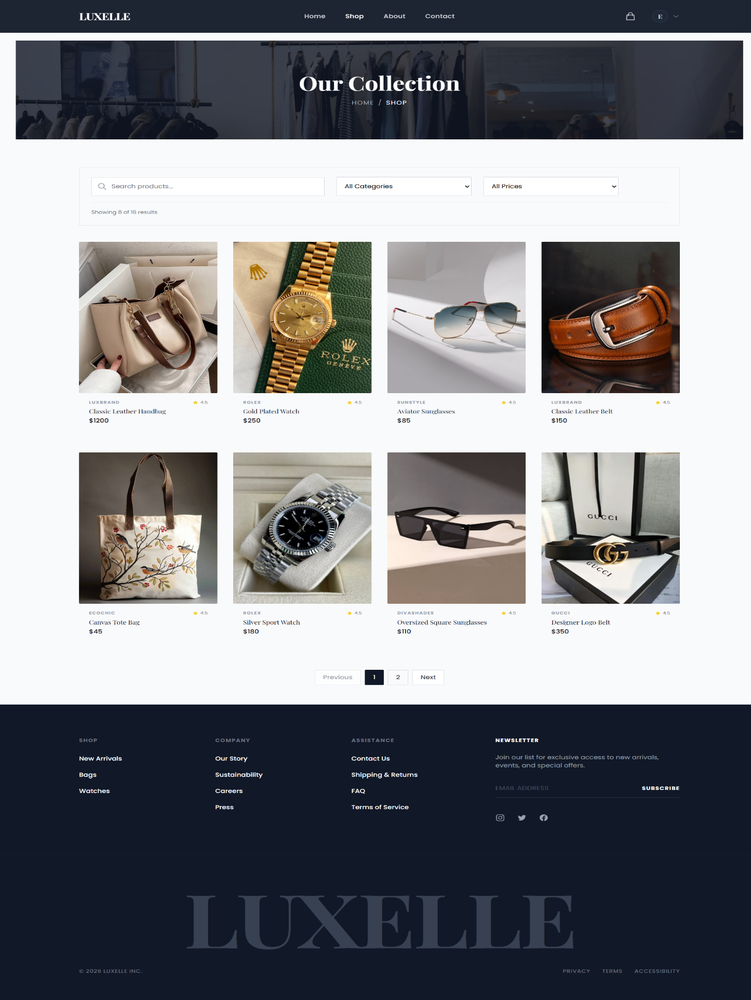 LUXELLE
Home Shop About Contact
E
Our Collection
HOME / SHOP
Search products...
All Categories
All Prices
Showing 8 of 16 results
ROLEX
GENÈVE
LUXBRAND 4.5
Classic Leather Handbag
$1200
ROLEX 4.5
Gold Plated Watch
$250
SUNSTYLE 4.5
Aviator Sunglasses
$85
LUXBRAND 4.5
Classic Leather Belt
$150
GUCCI
GUCCI
ECOCHIC 4.5
Canvas Tote Bag
$45
ROLEX 4.5
Silver Sport Watch
$180
DIVASHADES 4.5
Oversized Square Sunglasses
$110
GUCCI 4.5
Designer Logo Belt
$350
Previous 1 2 Next
SHOP
New Arrivals
Bags
Watches
COMPANY
Our Story
Sustainability
Careers
Press
ASSISTANCE
Contact Us
Shipping & Returns
FAQ
Terms of Service
NEWSLETTER
Join our list for exclusive access to new arrivals,
events, and special offers.
EMAIL ADDRESS SUBSCRIBE
LUXELLE
© 2026 LUXELLE INC.
PRIVACY TERMS ACCESSIBILITY